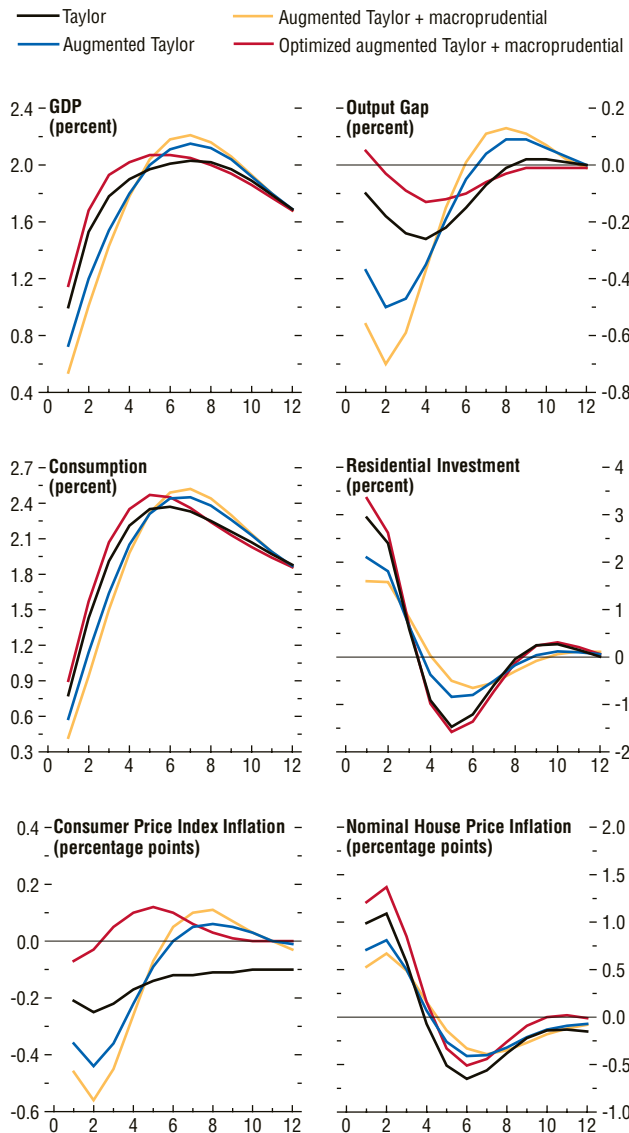 Taylor
Augmented Taylor + macroprudential
Augmented Taylor
Optimized augmented Taylor + macroprudential
GDP
(percent)
2.4
2.0
1.6
1.2
0.8
0.4
0 2 4 6 8 10 12
Output Gap
(percent)
0.2
0.0
-0.2
-0.4
-0.6
-0.8
0 2 4 6 8 10 12
Consumption
(percent)
2.7
2.4
2.1
1.8
1.5
1.2
0.9
0.6
0.3
0 2 4 6 8 10 12
Residential Investment
(percent)
4
3
2
1
0
-1
-2
0 2 4 6 8 10 12
Consumer Price Index Inflation
(percentage points)
0.4
0.2
0.0
-0.2
-0.4
-0.6
0 2 4 6 8 10 12
Nominal House Price Inflation
(percentage points)
2.0
1.5
1.0
0.5
0.0
-0.5
-1.0
0 2 4 6 8 10 12